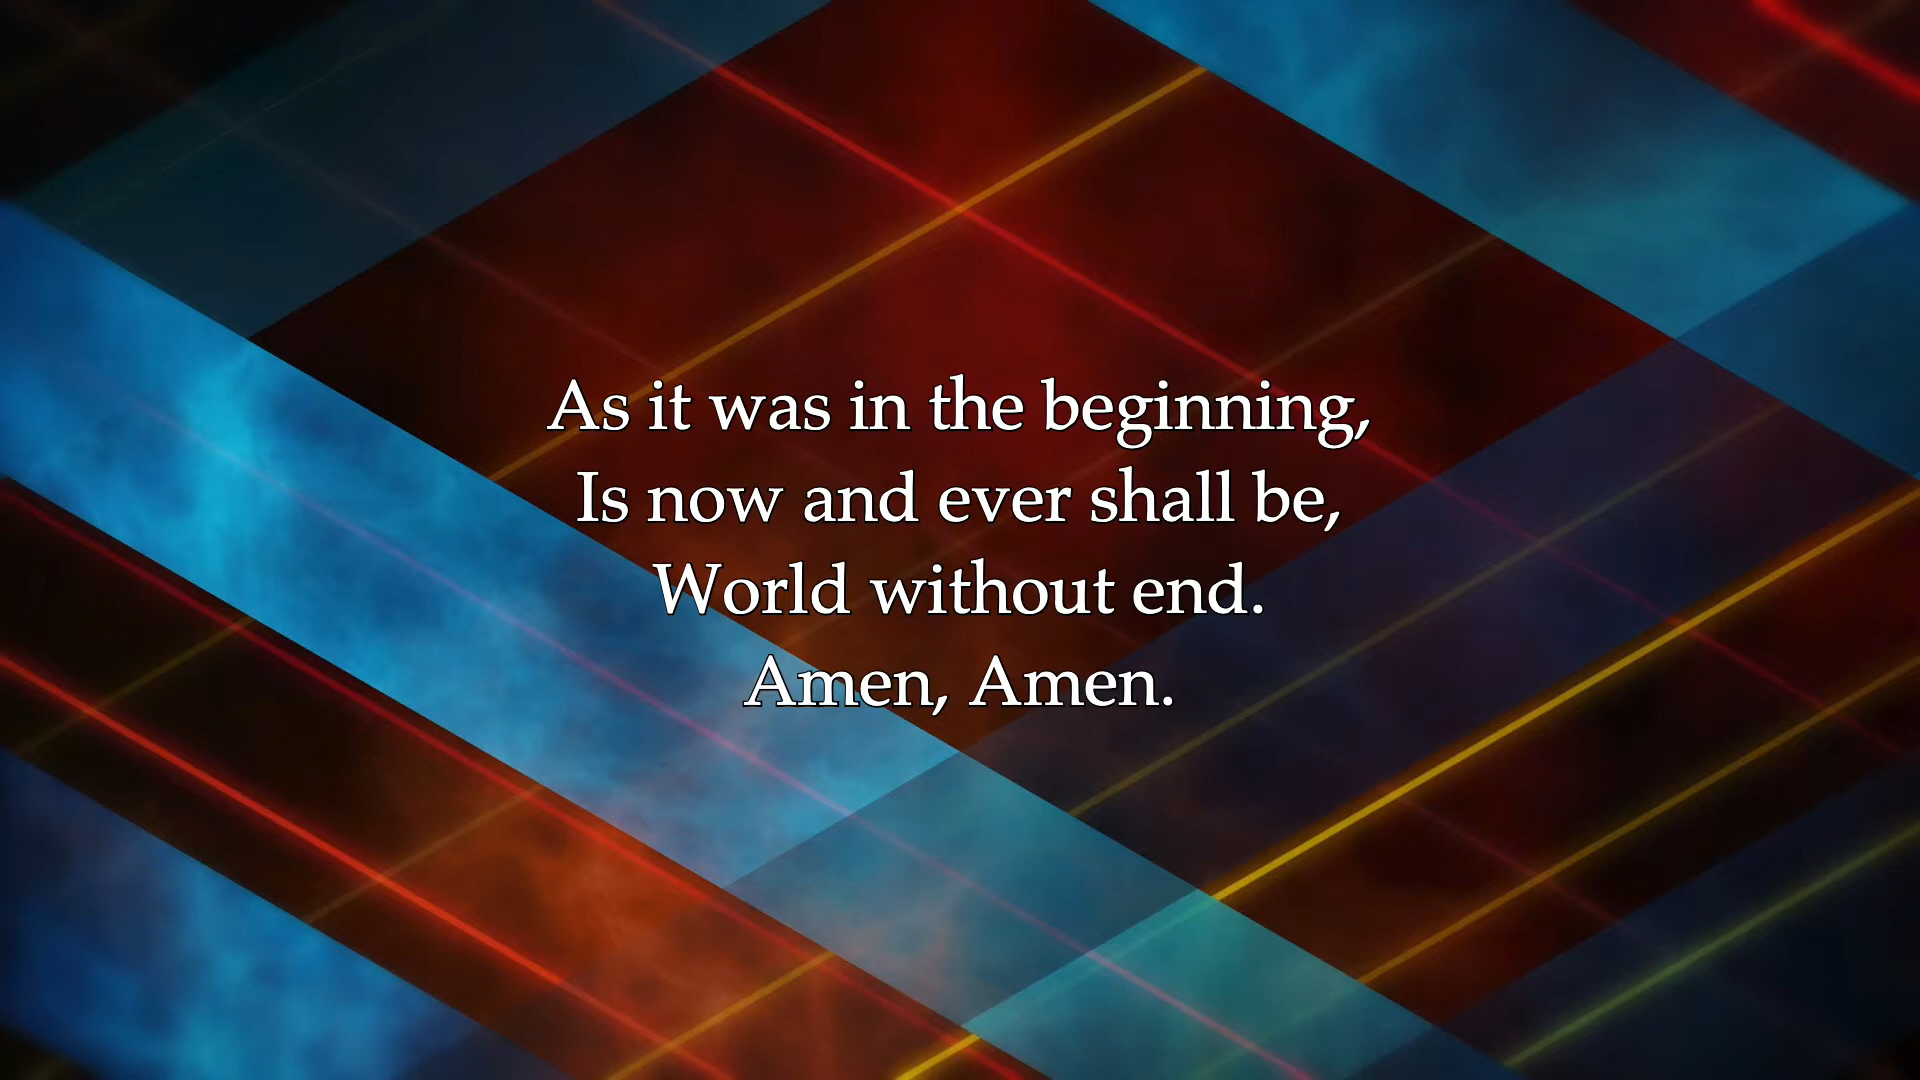 As it was in the beginning,
Is now and ever shall be,
World without end.
Amen, Amen.